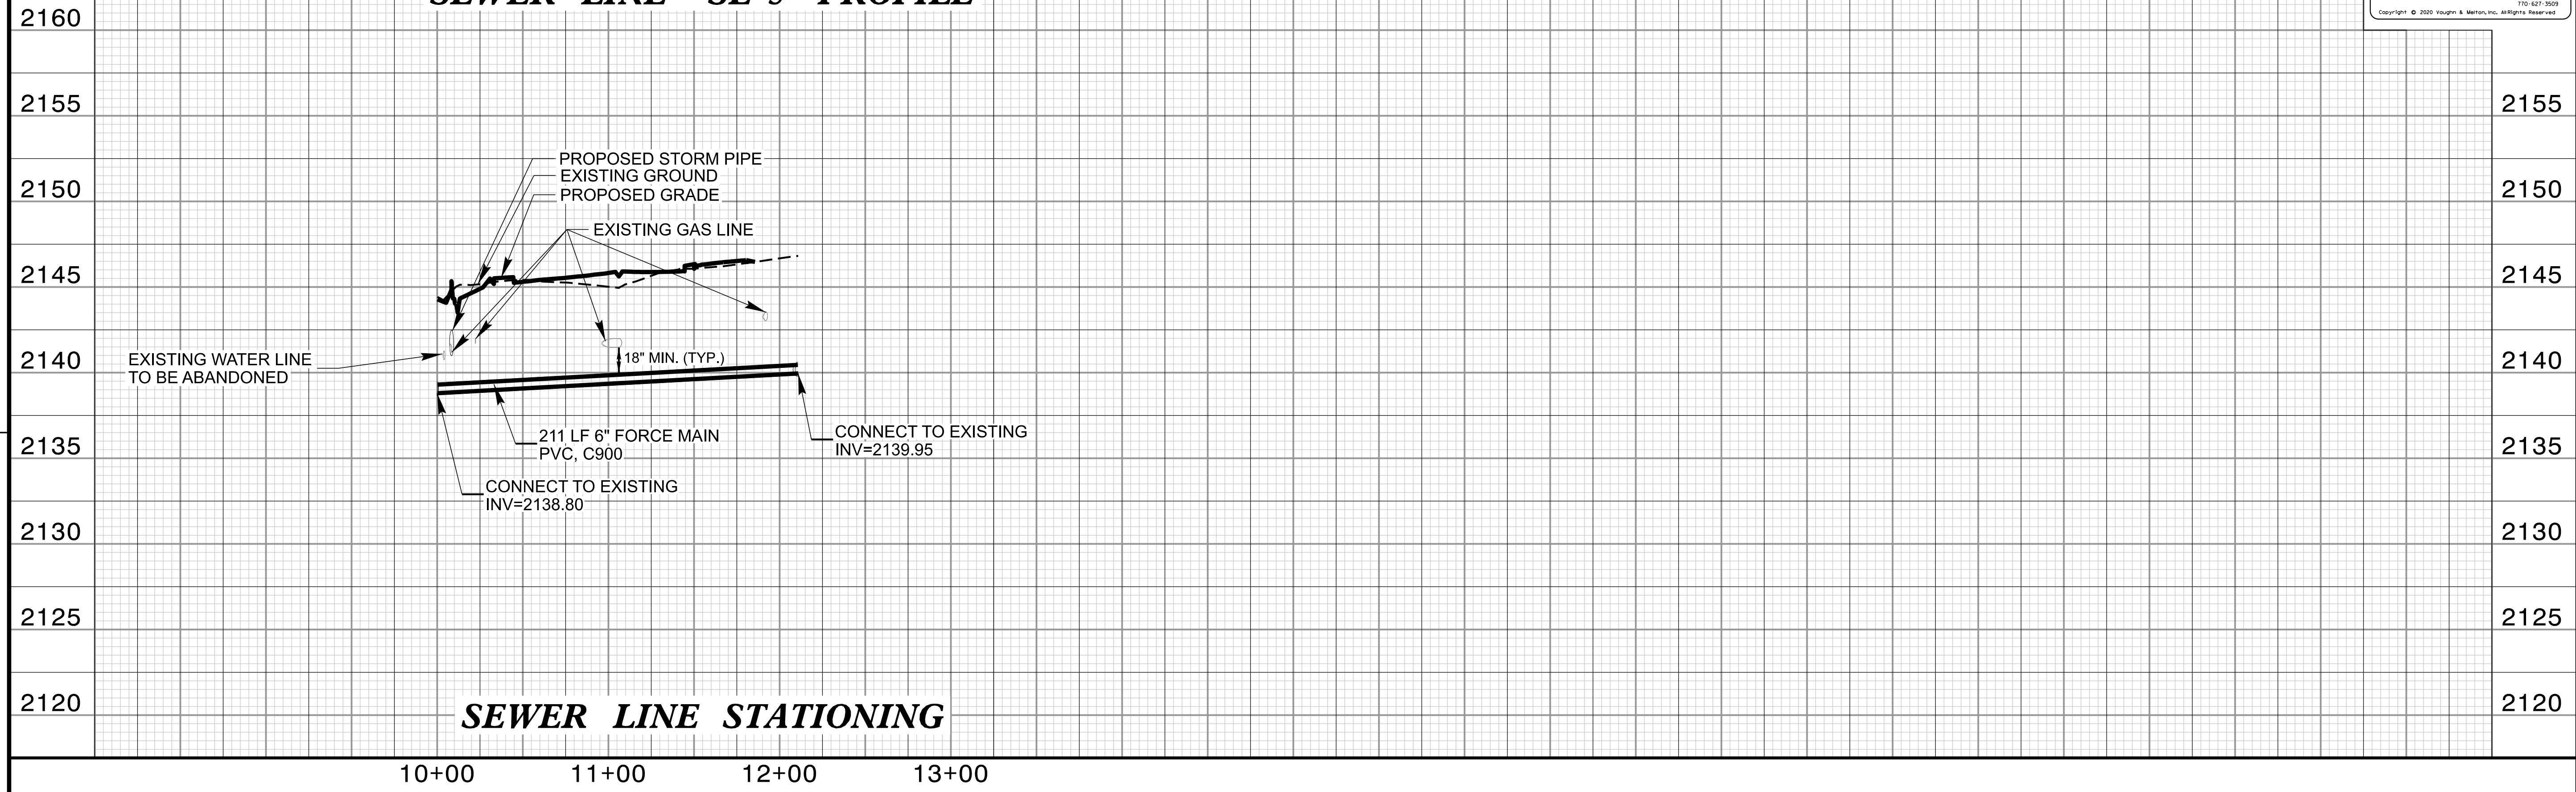 SEWER LINE "SE-9" PROFILE
770-627-3509
Copyright © 2020 Vaughn & Melton, Inc. All Rights Reserved
2160
2155
2155
PROPOSED STORM PIPE
EXISTING GROUND
2150
2150
PROPOSED GRADE
EXISTING GAS LINE
2145
2145
EXISTING WATER LINE
TO BE ABANDONED
2140
18" MIN. (TYP.)
2140
211 LF 6" FORCE MAIN
PVC, C900
CONNECT TO EXISTING
INV=2139.95
2135
2135
CONNECT TO EXISTING
INV=2138.80
2130
2130
2125
2125
2120
2120
SEWER LINE STATIONING
10+00 11+00 12+00 13+00